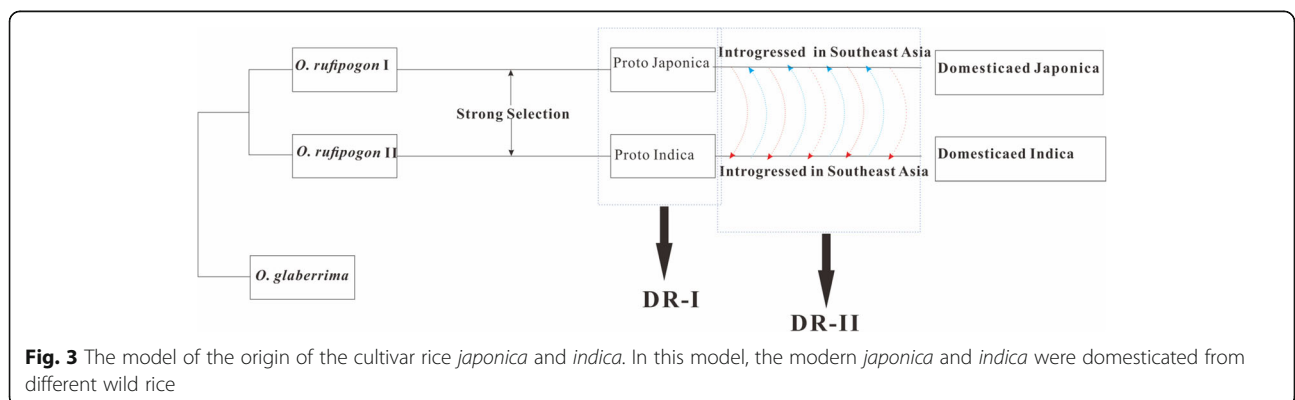 O. rufipogon I
Proto Japonica
Introgressed in Southeast Asia
Domesticaed Japonica
Strong Selection
O. rufipogon II
Proto Indica
Introgressed in Southeast Asia
Domesticaed Indica
O. glaberrima
DR-I
DR-II
Fig. 3 The model of the origin of the cultivar rice japonica and indica. In this model, the modern japonica and indica were domesticated from
different wild rice